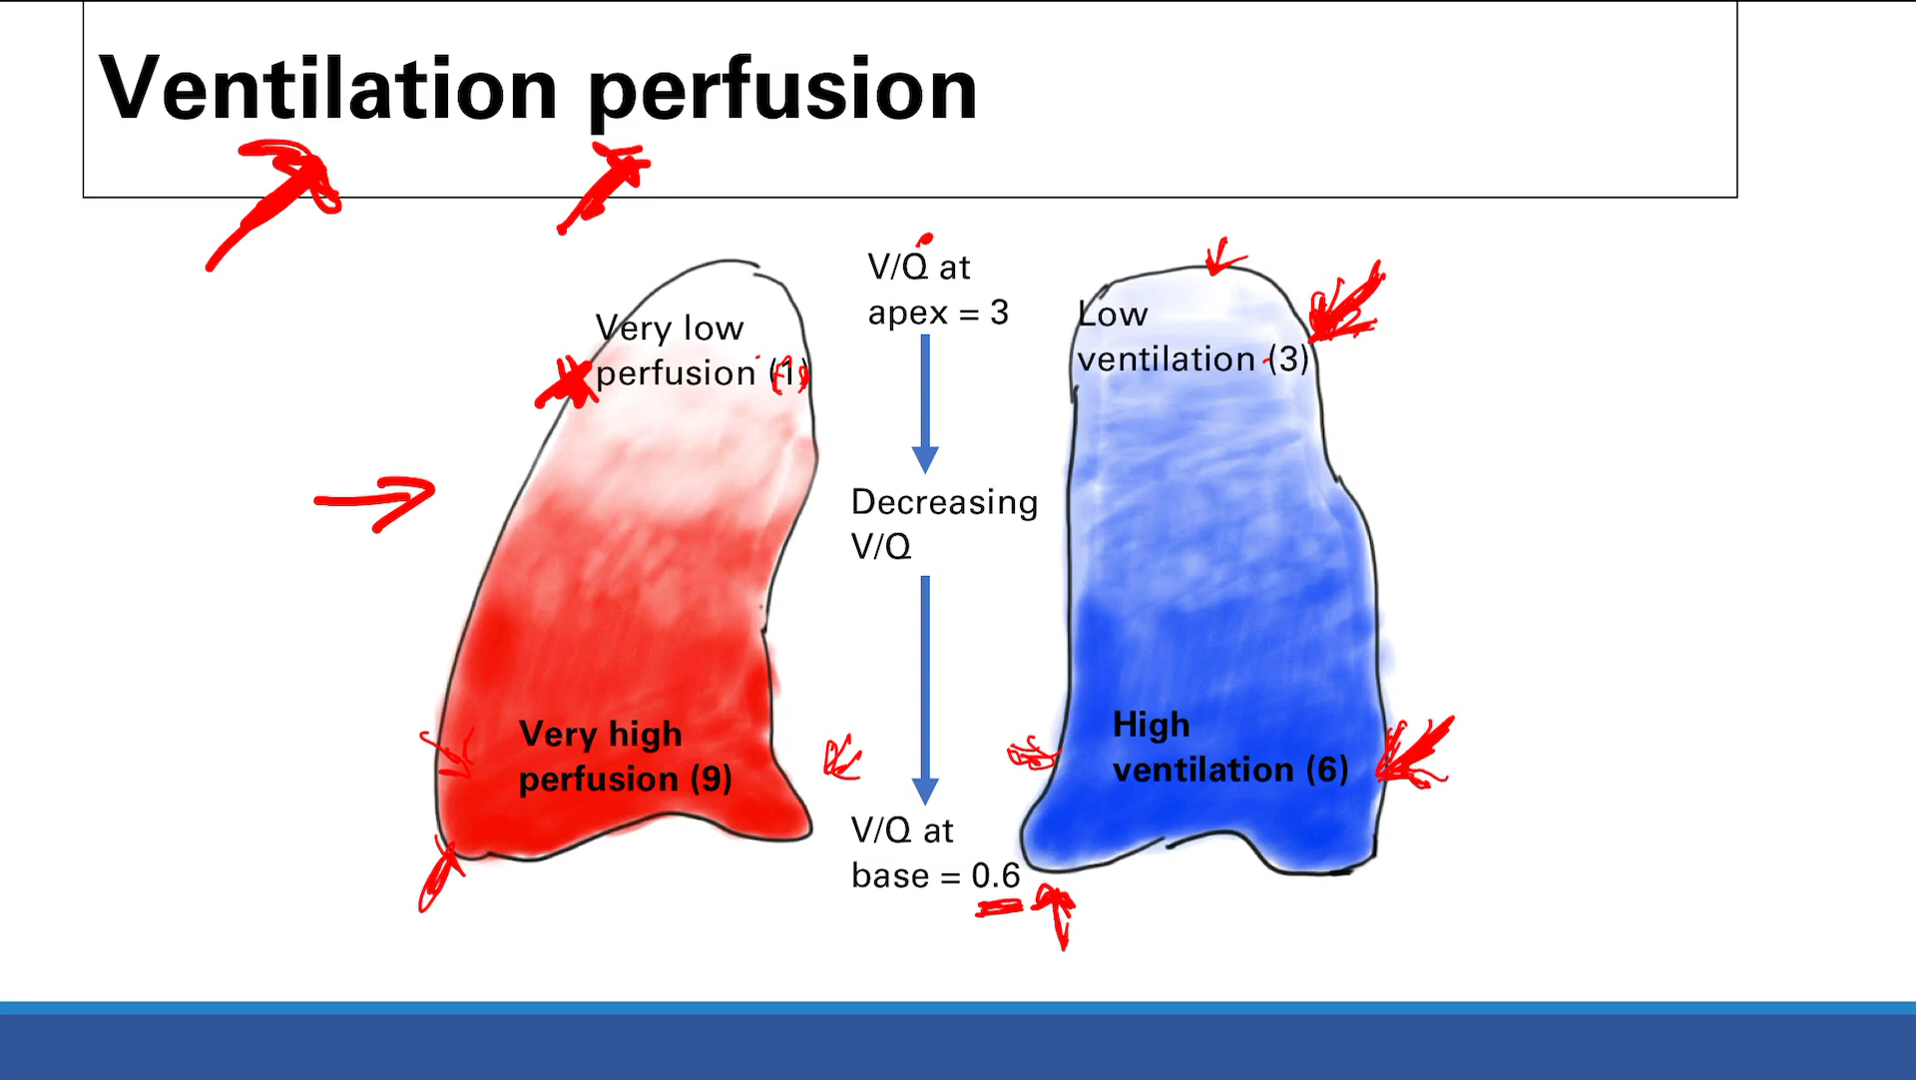 Ventilation perfusion
Very low
perfusion (1)
V/Q at
apex = 3
Low
ventilation (3)
Decreasing
V/Q
Very high
perfusion (9)
High
ventilation (6)
V/Q at
base = 0.6